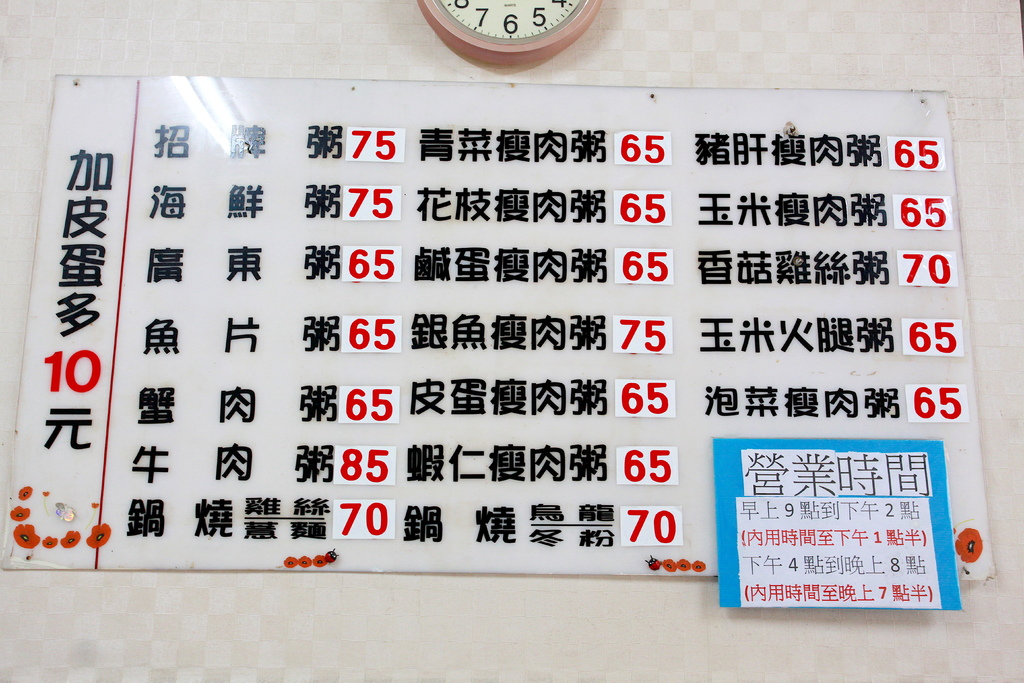 8 7 6 5 4
QUARTZ
加皮蛋多10元
招牌粥 75
海鮮粥 75
廣東粥 65
魚片粥 65
蟹肉粥 65
牛肉粥 85
鍋燒 雞絲 薏麵 70
青菜瘦肉粥 65
花枝瘦肉粥 65
鹹蛋瘦肉粥 65
銀魚瘦肉粥 75
皮蛋瘦肉粥 65
蝦仁瘦肉粥 65
鍋燒 烏龍 冬粉 70
豬肝瘦肉粥 65
玉米瘦肉粥 65
香菇雞絲粥 70
玉米火腿粥 65
泡菜瘦肉粥 65
營業時間
早上 9 點到下午 2 點
(內用時間至下午 1 點半)
下午 4 點到晚上 8 點
(內用時間至晚上 7 點半)